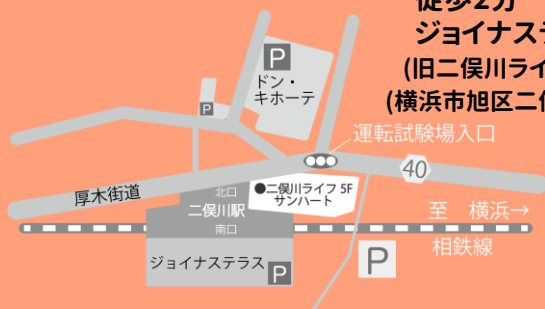 徒歩2分
ジョイナステ
(旧二俣川ライ
(横浜市旭区二
P
ドン・
キホーテ
P
運転試験場入口
40
厚木街道
北口
●二俣川ライフ 5F
サンハート
二俣川駅
南口
至 横浜→
相鉄線
ジョイナステラス
P
P